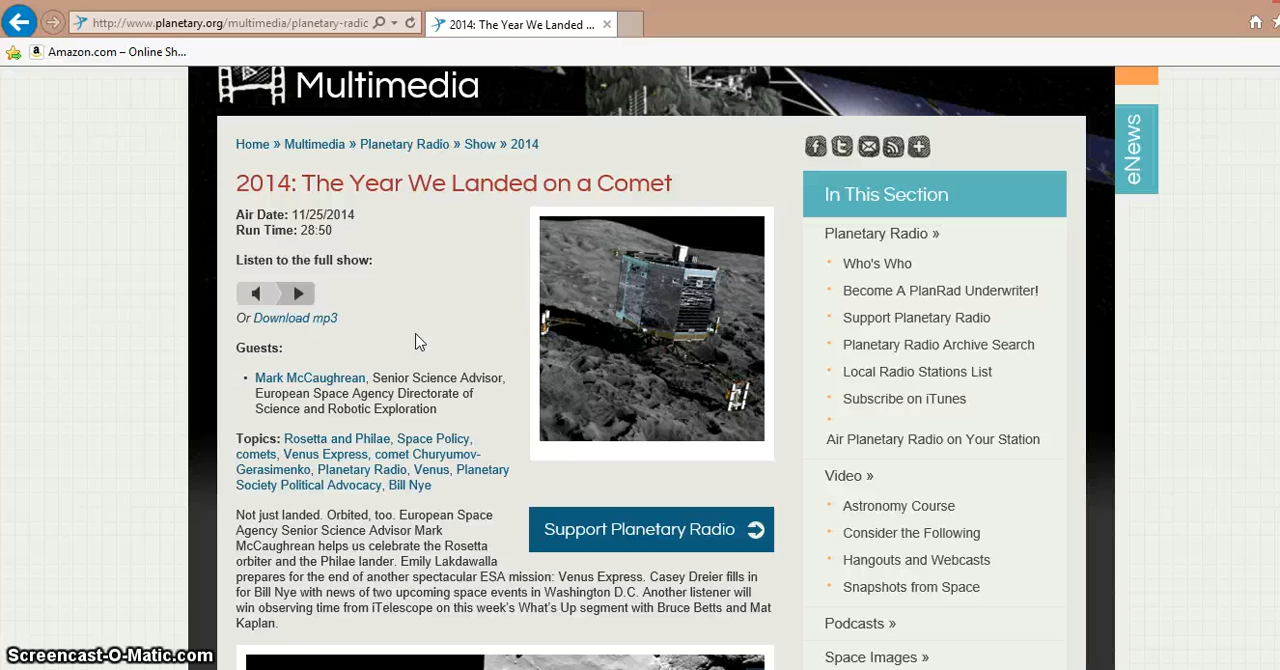 http://www.planetary.org/multimedia/planetary-radic
2014: The Year We Landed ...
Amazon.com – Online Sh...
Multimedia
eNews
Home » Multimedia » Planetary Radio » Show » 2014
2014: The Year We Landed on a Comet
Air Date: 11/25/2014
Run Time: 28:50
Listen to the full show:
Or Download mp3
Guests:
• Mark McCaughrean, Senior Science Advisor,
European Space Agency Directorate of
Science and Robotic Exploration
Topics: Rosetta and Philae, Space Policy,
comets, Venus Express, comet Churyumov-
Gerasimenko, Planetary Radio, Venus, Planetary
Society Political Advocacy, Bill Nye
Support Planetary Radio
Not just landed. Orbited, too. European Space
Agency Senior Science Advisor Mark
McCaughrean helps us celebrate the Rosetta
orbiter and the Philae lander. Emily Lakdawalla
prepares for the end of another spectacular ESA mission: Venus Express. Casey Dreier fills in
for Bill Nye with news of two upcoming space events in Washington D.C. Another listener will
win observing time from iTelescope on this week's What's Up segment with Bruce Betts and Mat
Kaplan.
In This Section
Planetary Radio »
Who's Who
Become A PlanRad Underwriter!
Support Planetary Radio
Planetary Radio Archive Search
Local Radio Stations List
Subscribe on iTunes
Air Planetary Radio on Your Station
Video »
Astronomy Course
Consider the Following
Hangouts and Webcasts
Snapshots from Space
Podcasts »
Space Images »
Screencast-O-Matic.com